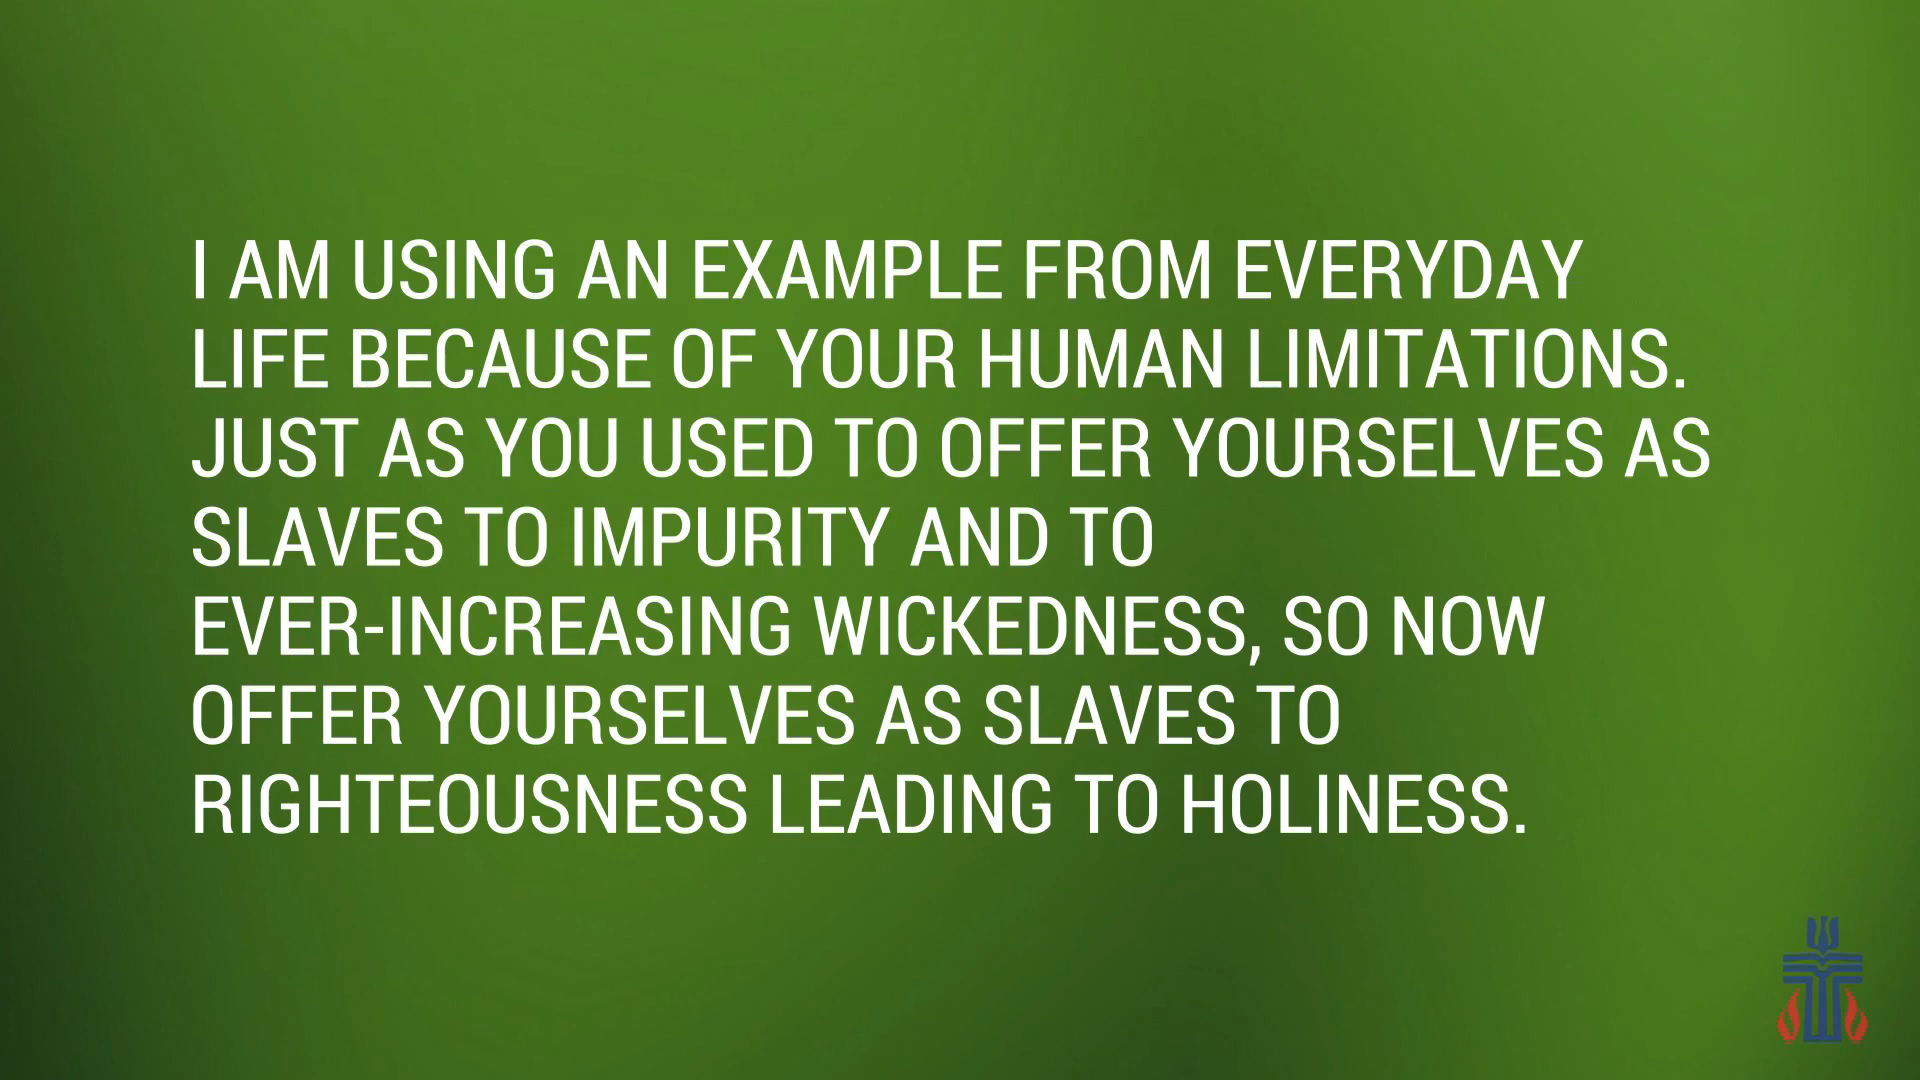 I AM USING AN EXAMPLE FROM EVERYDAY
LIFE BECAUSE OF YOUR HUMAN LIMITATIONS.
JUST AS YOU USED TO OFFER YOURSELVES AS
SLAVES TO IMPURITY AND TO
EVER-INCREASING WICKEDNESS, SO NOW
OFFER YOURSELVES AS SLAVES TO
RIGHTEOUSNESS LEADING TO HOLINESS.